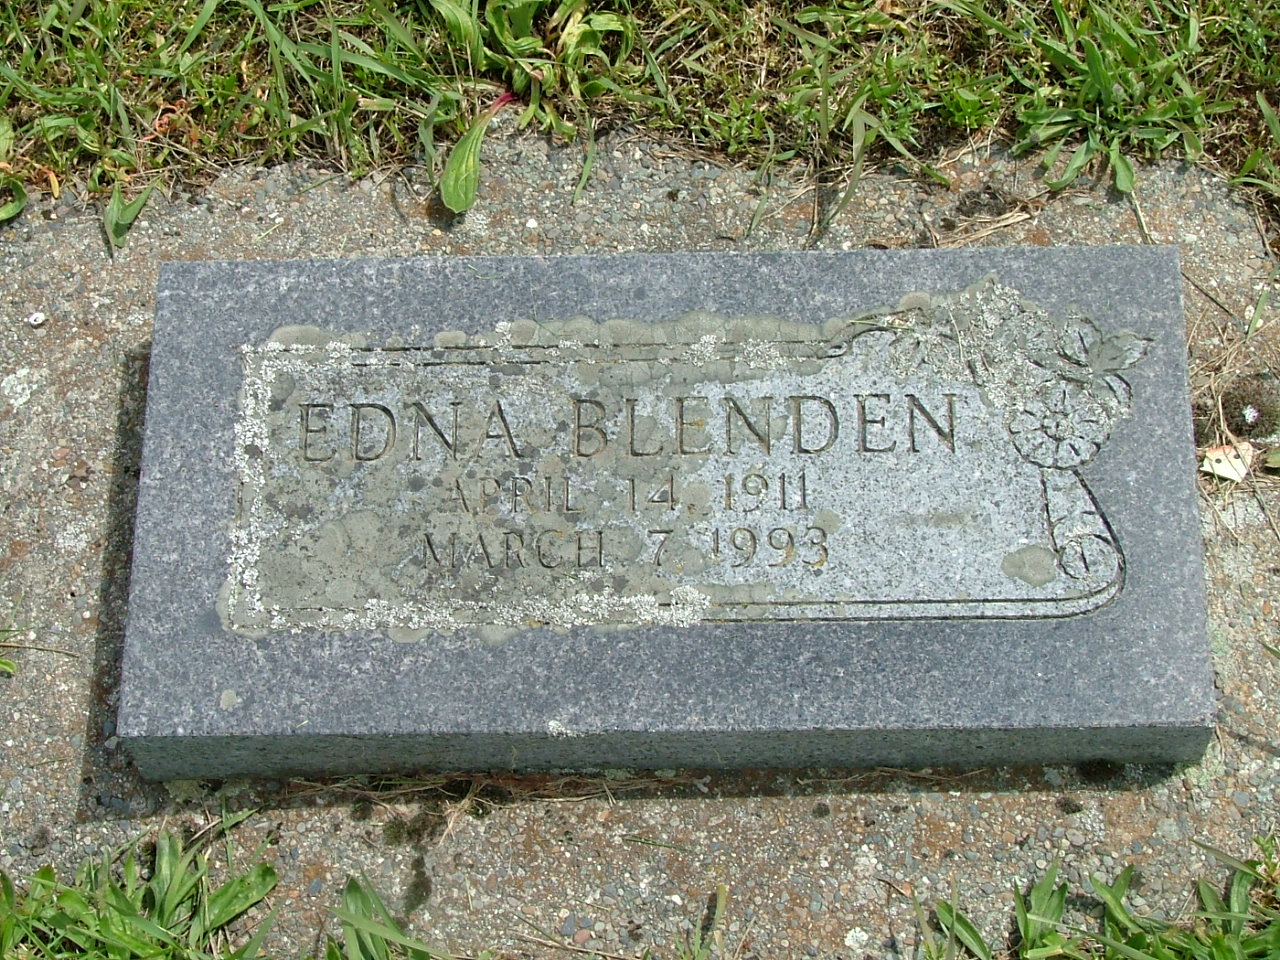 EDNA BLENDEN
APRIL 14, 1911
MARCH 7, 1993